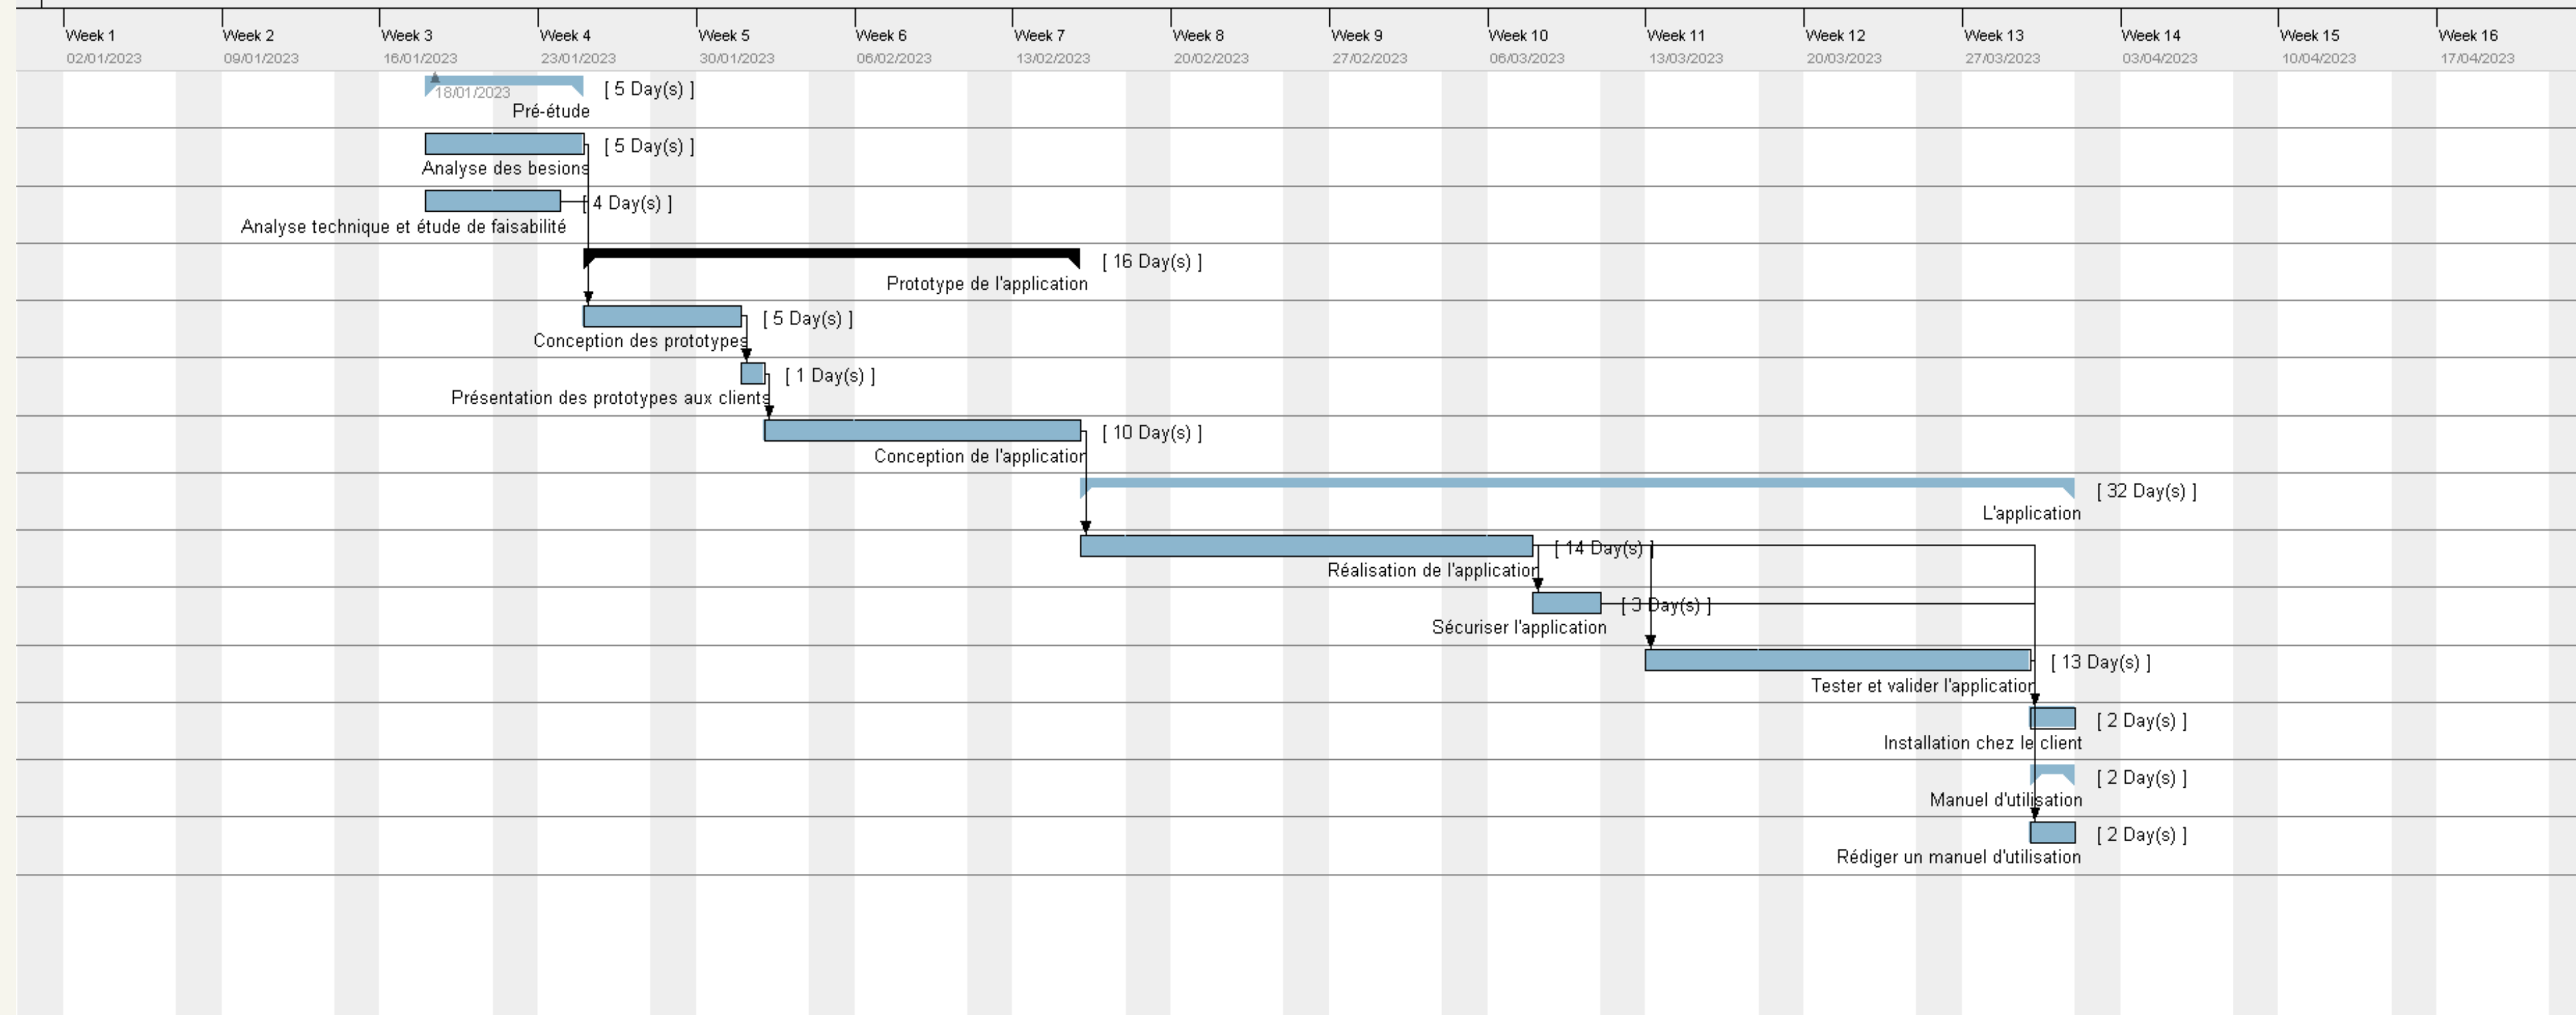 Week 1 Week 2 Week 3 Week 4 Week 5 Week 6 Week 7 Week 8 Week 9 Week 10 Week 11 Week 12 Week 13 Week 14 Week 15 Week 16
02/01/2023 09/01/2023 16/01/2023 23/01/2023 30/01/2023 06/02/2023 13/02/2023 20/02/2023 27/02/2023 06/03/2023 13/03/2023 20/03/2023 27/03/2023 03/04/2023 10/04/2023 17/04/2023
18/01/2023 [ 5 Day(s) ]
Pré-étude
[ 5 Day(s) ]
Analyse des besions
[ 4 Day(s) ]
Analyse technique et étude de faisabilité
[ 16 Day(s) ]
Prototype de l'application
[ 5 Day(s) ]
Conception des prototypes
[ 1 Day(s) ]
Présentation des prototypes aux clients
[ 10 Day(s) ]
Conception de l'application
[ 32 Day(s) ]
L'application
[ 14 Day(s) ]
Réalisation de l'application
[ 3 Day(s) ]
Sécuriser l'application
[ 13 Day(s) ]
Tester et valider l'application
[ 2 Day(s) ]
Installation chez le client
[ 2 Day(s) ]
Manuel d'utilisation
[ 2 Day(s) ]
Rédiger un manuel d'utilisation